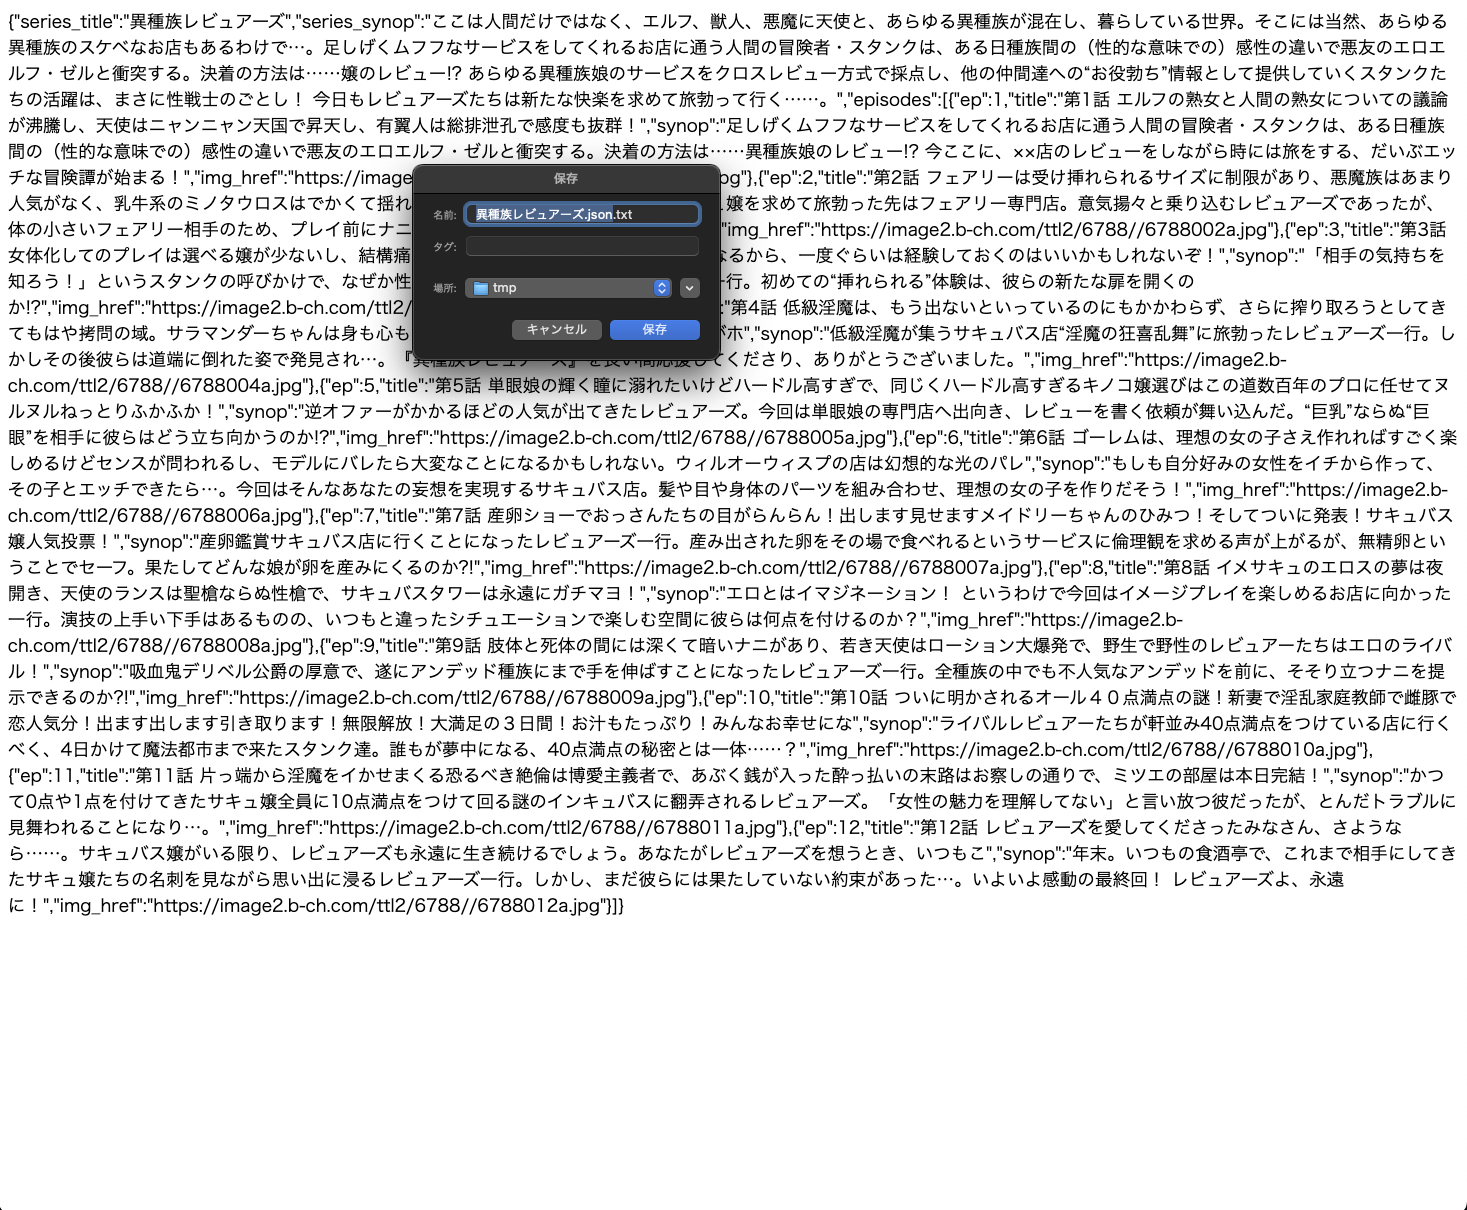 {"series_title":"異種族レビュアーズ","series_synop":"ここは人間だけではなく、エルフ、獣人、悪魔に天使と、あらゆる異種族が混在し、暮らしている世界。そこには当然、あらゆる
異種族のスケベなお店もあるわけで…。足しげくムフフなサービスをしてくれるお店に通う人間の冒険者・スタンクは、ある日種族間の（性的な意味での）感性の違いで悪友のエロエ
ルフ・ゼルと衝突する。決着の方法は……嬢のレビュー!? あらゆる異種族娘のサービスをクロスレビュー方式で採点し、他の仲間達への“お役勃ち”情報として提供していくスタンクた
ちの活躍は、まさに性戦士のごとし！ 今日もレビュアーズたちは新たな快楽を求めて旅勃って行く……。","episodes":[{"ep":1,"title":"第1話 エルフの熟女と人間の熟女についての議論
が沸騰し、天使はニャンニャン天国で昇天し、有翼人は総排泄孔で感度も抜群！","synop":"足しげくムフフなサービスをしてくれるお店に通う人間の冒険者・スタンクは、ある日種族
間の（性的な意味での）感性の違いで悪友のエロエルフ・ゼルと衝突する。決着の方法は……異種族娘のレビュー!? 今ここに、××店のレビューをしながら時には旅をする、だいぶエッ
チな冒険譚が始まる！","img_href":"https://image
jpg"},{"ep":2,"title":"第2話 フェアリーは受け挿れられるサイズに制限があり、悪魔族はあまり
人気がなく、乳牛系のミノタウロスはでかくて揺れ
嬢を求めて旅勃った先はフェアリー専門店。意気揚々と乗り込むレビュアーズであったが、
体の小さいフェアリー相手のため、プレイ前にナニ
"img_href":"https://image2.b-ch.com/ttl2/6788//6788002a.jpg"},{"ep":3,"title":"第3話
女体化してのプレイは選べる嬢が少ないし、結構痛
なるから、一度ぐらいは経験しておくのはいいかもしれないぞ！","synop":"「相手の気持ちを
知ろう！」というスタンクの呼びかけで、なぜか性
行。初めての“挿れられる”体験は、彼らの新たな扉を開くの
か!?","img_href":"https://image2.b-ch.com/ttl2/
"第4話 低級淫魔は、もう出ないといっているのにもかかわらず、さらに搾り取ろうとしてき
てもはや拷問の域。サラマンダーちゃんは身も心も
ホ","synop":"低級淫魔が集うサキュバス店“淫魔の狂喜乱舞”に旅勃ったレビュアーズ一行。し
かしその後彼らは道端に倒れた姿で発見され…。『異種族レビュアーズ』を長い間応援してくださり、ありがとうございました。","img_href":"https://image2.b-
ch.com/ttl2/6788//6788004a.jpg"},{"ep":5,"title":"第5話 単眼娘の輝く瞳に溺れたいけどハードル高すぎで、同じくハードル高すぎるキノコ嬢選びはこの道数百年のプロに任せてヌ
ルヌルねっとりふかふか！","synop":"逆オファーがかかるほどの人気が出てきたレビュアーズ。今回は単眼娘の専門店へ出向き、レビューを書く依頼が舞い込んだ。“巨乳”ならぬ“巨
眼”を相手に彼らはどう立ち向かうのか!?","img_href":"https://image2.b-ch.com/ttl2/6788//6788005a.jpg"},{"ep":6,"title":"第6話 ゴーレムは、理想の女の子さえ作れればすごく楽
しめるけどセンスが問われるし、モデルにバレたら大変なことになるかもしれない。ウィルオーウィスプの店は幻想的な光のパレ","synop":"もしも自分好みの女性をイチから作って、
その子とエッチできたら…。今回はそんなあなたの妄想を実現するサキュバス店。髪や目や身体のパーツを組み合わせ、理想の女の子を作りだそう！","img_href":"https://image2.b-
ch.com/ttl2/6788//6788006a.jpg"},{"ep":7,"title":"第7話 産卵ショーでおっさんたちの目がらんらん！出します見せますメイドリーちゃんのひみつ！そしてついに発表！サキュバス
嬢人気投票！","synop":"産卵鑑賞サキュバス店に行くことになったレビュアーズ一行。産み出された卵をその場で食べれるというサービスに倫理観を求める声が上がるが、無精卵とい
うことでセーフ。果たしてどんな娘が卵を産みにくるのか?!","img_href":"https://image2.b-ch.com/ttl2/6788//6788007a.jpg"},{"ep":8,"title":"第8話 イメサキュのエロスの夢は夜
開き、天使のランスは聖槍ならぬ性槍で、サキュバスタワーは永遠にガチマヨ！","synop":"エロとはイマジネーション！ というわけで今回はイメージプレイを楽しめるお店に向かった
一行。演技の上手い下手はあるものの、いつもと違ったシチュエーションで楽しむ空間に彼らは何点を付けるのか？","img_href":"https://image2.b-
ch.com/ttl2/6788//6788008a.jpg"},{"ep":9,"title":"第9話 肢体と死体の間には深くて暗いナニがあり、若き天使はローション大爆発で、野生で野性のレビュアーたちはエロのライバ
ル！","synop":"吸血鬼デリベル公爵の厚意で、遂にアンデッド種族にまで手を伸ばすことになったレビュアーズ一行。全種族の中でも不人気なアンデッドを前に、そそり立つナニを提
示できるのか?!","img_href":"https://image2.b-ch.com/ttl2/6788//6788009a.jpg"},{"ep":10,"title":"第10話 ついに明かされるオール４０点満点の謎！新妻で淫乱家庭教師で雌豚で
恋人気分！出ます出します引き取ります！無限解放！大満足の３日間！お汁もたっぷり！みんなお幸せにな","synop":"ライバルレビュアーたちが軒並み40点満点をつけている店に行く
べく、4日かけて魔法都市まで来たスタンク達。誰もが夢中になる、40点満点の秘密とは一体……？","img_href":"https://image2.b-ch.com/ttl2/6788//6788010a.jpg"},
{"ep":11,"title":"第11話 片っ端から淫魔をイかせまくる恐るべき絶倫は博愛主義者で、あぶく銭が入った酔っ払いの末路はお察しの通りで、ミツエの部屋は本日完結！","synop":"かつ
て0点や1点を付けてきたサキュ嬢全員に10点満点をつけて回る謎のインキュバスに翻弄されるレビュアーズ。「女性の魅力を理解してない」と言い放つ彼だったが、とんだトラブルに
見舞われることになり…。","img_href":"https://image2.b-ch.com/ttl2/6788//6788011a.jpg"},{"ep":12,"title":"第12話 レビュアーズを愛してくださったみなさん、さような
ら……。サキュバス嬢がいる限り、レビュアーズも永遠に生き続けるでしょう。あなたがレビュアーズを想うとき、いつもこ","synop":"年末。いつもの食酒亭で、これまで相手にしてき
たサキュ嬢たちの名刺を見ながら思い出に浸るレビュアーズ一行。しかし、まだ彼らには果たしていない約束があった…。いよいよ感動の最終回！ レビュアーズよ、永遠
に！","img_href":"https://image2.b-ch.com/ttl2/6788//6788012a.jpg"}]}
保存
名前: 異種族レビュアーズ.json.txt
タグ:
場所: tmp
キャンセル 保存